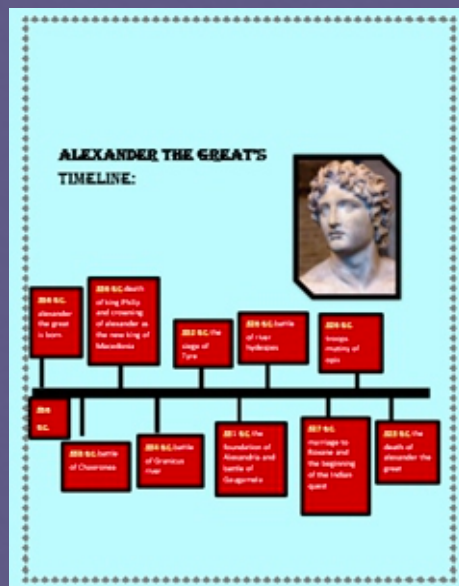 ALEXANDER THE GREAT'S
TIMELINE:
B.C.
alexander
the great
is born.
B.C. death
of king Philip
and crowning
of alexander as
the new king of
Macedonia
B.C. the
siege of
Tyre
B.C. battle
of river
hydaspes
B.C.
troops
mutiny of
opis
B.C.
B.C. battle
of Chaeronea
B.C. battle
of Granicus
river
B.C. the
foundation of
Alexandria and
battle of
Gaugamela
B.C.
marriage to
Roxane and
the beginning
of the Indian
quest
B.C. the
death of
alexander the
great